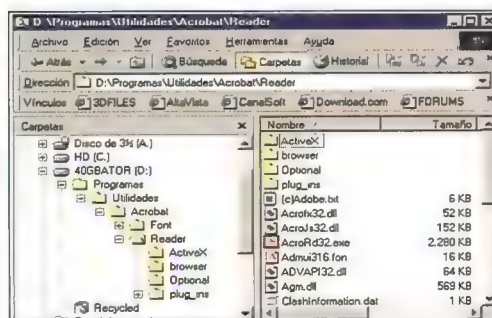 D:\Programas\Utilidades\Acrobat\Reader
Archivo Edición Ver Favoritos Herramientas Ayuda
Atrás Búsqueda Carpetas Historial
Dirección D:\Programas\Utilidades\Acrobat\Reader
Vínculos 3DFILES AltaVista CanalSoft Download.com FORUMS »
Carpetas
Disco de 3½ (A:)
HD (C:)
40GBATOR (D:)
Programas
Utilidades
Acrobat
Font
Reader
ActiveX
browser
Optional
plug_ins
Recycled
Nombre Tamaño
ActiveX
browser
Optional
plug_ins
(c)Adobe.txt 6 KB
Acrofx32.dll 52 KB
AcroJs32.dll 152 KB
AcroRd32.exe 2.280 KB
Admui316.fon 16 KB
ADVAPI32.dll 64 KB
Agm.dll 569 KB
ClashInformation.dat 1 KB